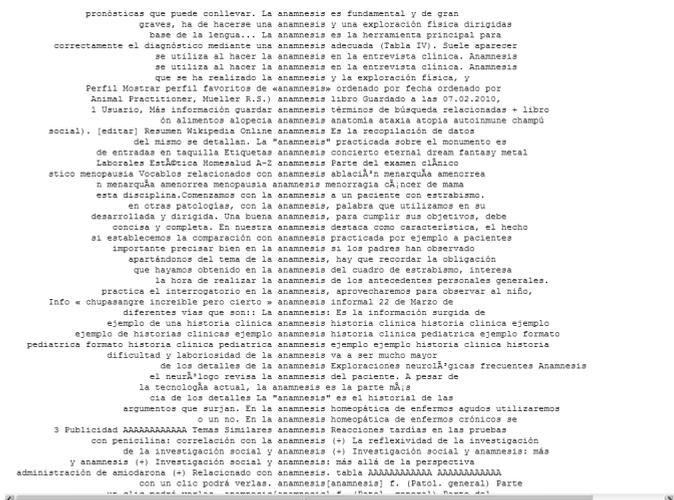 pronósticas que puede conllevar. La anamnesis es fundamental y de gran
graves, ha de hacerse una anamnesis y una exploración física dirigidas
base de la lengua... La anamnesis es la herramienta principal para
correctamente el diagnóstico mediante una anamnesis adecuada (Tabla IV). Suele aparecer
se utiliza al hacer la anamnesis en la entrevista clínica. Anamnesis
se utiliza al hacer la anamnesis en la entrevista clínica. Anamnesis
que se ha realizado la anamnesis y la exploración física, y
Perfil Mostrar perfil favoritos de «anamnesis» ordenado por fecha ordenado por
Animal Practitioner, Mueller R.S.) anamnesis libro Guardado a las 07.02.2010,
1 Usuario, Más información guardar anamnesis términos de búsqueda relacionadas + libro
ón alimentos alopecia anamnesis anatomía ataxia atopia autoinmune champú
social). [editar] Resumen Wikipedia Online anamnesis Es la recopilación de datos
del mismo se detallan. La "anamnesis" practicada sobre el monumento es
de entradas en taquilla Etiquetas anamnesis concierto eternal dream fantasy metal
Laborales EstÃ©tica Homesalud A-Z anamnesis Parte del examen clÃnico
stico menopausia Vocablos relacionados con anamnesis ablaciÃ³n menarquÃa amenorrea
n menarquÃa amenorrea menopausia anamnesis menorragia cÃ¡ncer de mama
esta disciplina.Comenzamos con la anamnesis a un paciente con estrabismo.
en otras patologías, con la anamnesis, palabra que utilizamos en su
desarrollada y dirigida. Una buena anamnesis, para cumplir sus objetivos, debe
concisa y completa. En nuestra anamnesis destaca como característica, el hecho
si establecemos la comparación con anamnesis practicada por ejemplo a pacientes
importante precisar bien en la anamnesis si los padres han observado
apartándonos del tema de la anamnesis, hay que recordar la obligación
que hayamos obtenido en la anamnesis del cuadro de estrabismo, interesa
la hora de realizar la anamnesis de los antecedentes personales generales.
practica el interrogatorio en la anamnesis, aprovecharemos para observar al niño,
Info « chupasangre increible pero cierto » anamnesis informal 22 de Marzo de
diferentes vías que son:: La anamnesis: Es la información surgida de
ejemplo de una historia clinica anamnesis historia clinica historia clinica ejemplo
ejemplo de historias clinicas ejemplo anamnesis historia clinica pediatrica ejemplo formato
pediatrica formato historia clinica pediatrica anamnesis ejemplo ejemplo historia clinica historia
dificultad y laboriosidad de la anamnesis va a ser mucho mayor
de los detalles de la anamnesis Exploraciones neurolÃ³gicas frecuentes Anamnesis
el neurÃ³logo revisa la anamnesis del paciente. A pesar de
la tecnologÃa actual, la anamnesis es la parte mÃ¡s
cia de los detalles La "anamnesis" es el historial de las
argumentos que surjan. En la anamnesis homeopática de enfermos agudos utilizaremos
o un no. En la anamnesis homeopática de enfermos crónicos se
3 Publicidad ÂÂÂÂÂÂÂÂÂÂÂÂ Temas Similares anamnesis Reacciones tardías en las pruebas
con penicilina: correlación con la anamnesis (+) La reflexividad de la investigación
de la investigación social y anamnesis (+) Investigación social y anamnesis: más
y anamnesis (+) Investigación social y anamnesis: más allá de la perspectiva
administración de amiodarona (+) Relacionado con anamnesis. tabla ÂÂÂÂÂÂÂÂÂÂÂÂ ÂÂÂÂÂÂÂÂÂÂÂÂ
con un clic podrá verlas. anamnesis[anamnesis] f. (Patol. general) Parte
un clic podrá verlas. anamnesis[anamnesis] f. (Patol. general) Parte del